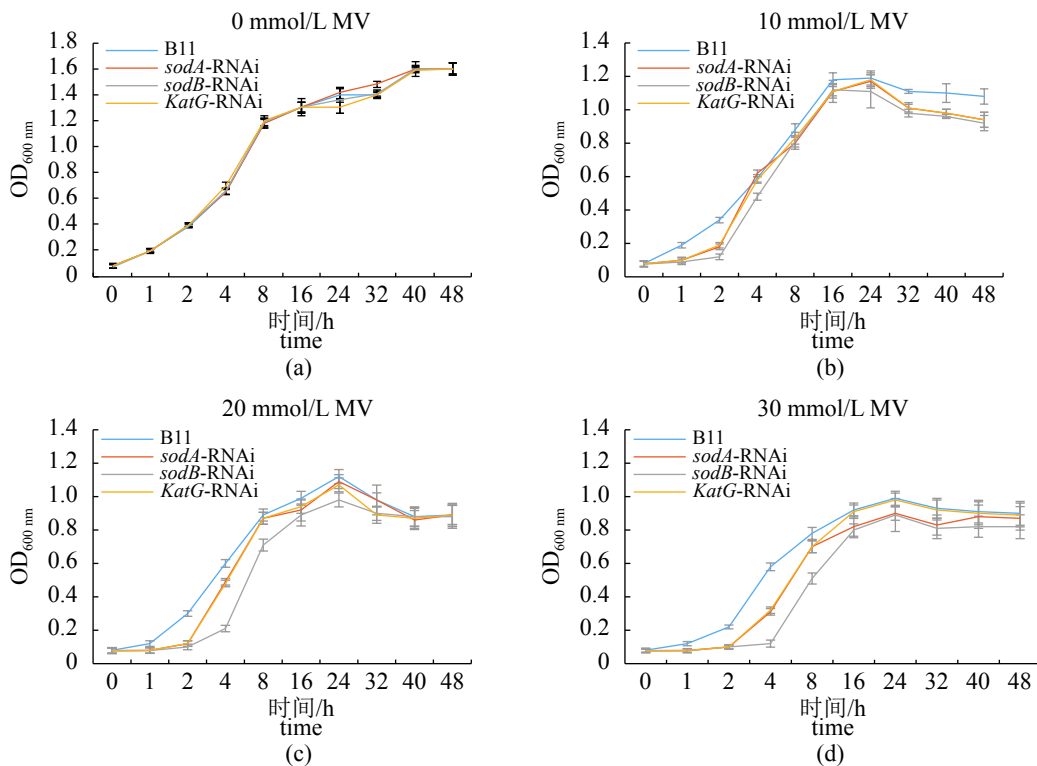 0 mmol/L MV
1.8
1.6
1.4
1.2
1.0
0.8
0.6
0.4
0.2
0
OD600 nm
B11
sodA-RNAi
sodB-RNAi
KatG-RNAi
0 1 2 4 8 16 24 32 40 48
时间/h
time
(a)
10 mmol/L MV
1.4
1.2
1.0
0.8
0.6
0.4
0.2
0
OD600 nm
B11
sodA-RNAi
sodB-RNAi
KatG-RNAi
0 1 2 4 8 16 24 32 40 48
时间/h
time
(b)
20 mmol/L MV
1.4
1.2
1.0
0.8
0.6
0.4
0.2
0
OD600 nm
B11
sodA-RNAi
sodB-RNAi
KatG-RNAi
0 1 2 4 8 16 24 32 40 48
时间/h
time
(c)
30 mmol/L MV
1.4
1.2
1.0
0.8
0.6
0.4
0.2
0
OD600 nm
B11
sodA-RNAi
sodB-RNAi
KatG-RNAi
0 1 2 4 8 16 24 32 40 48
时间/h
time
(d)